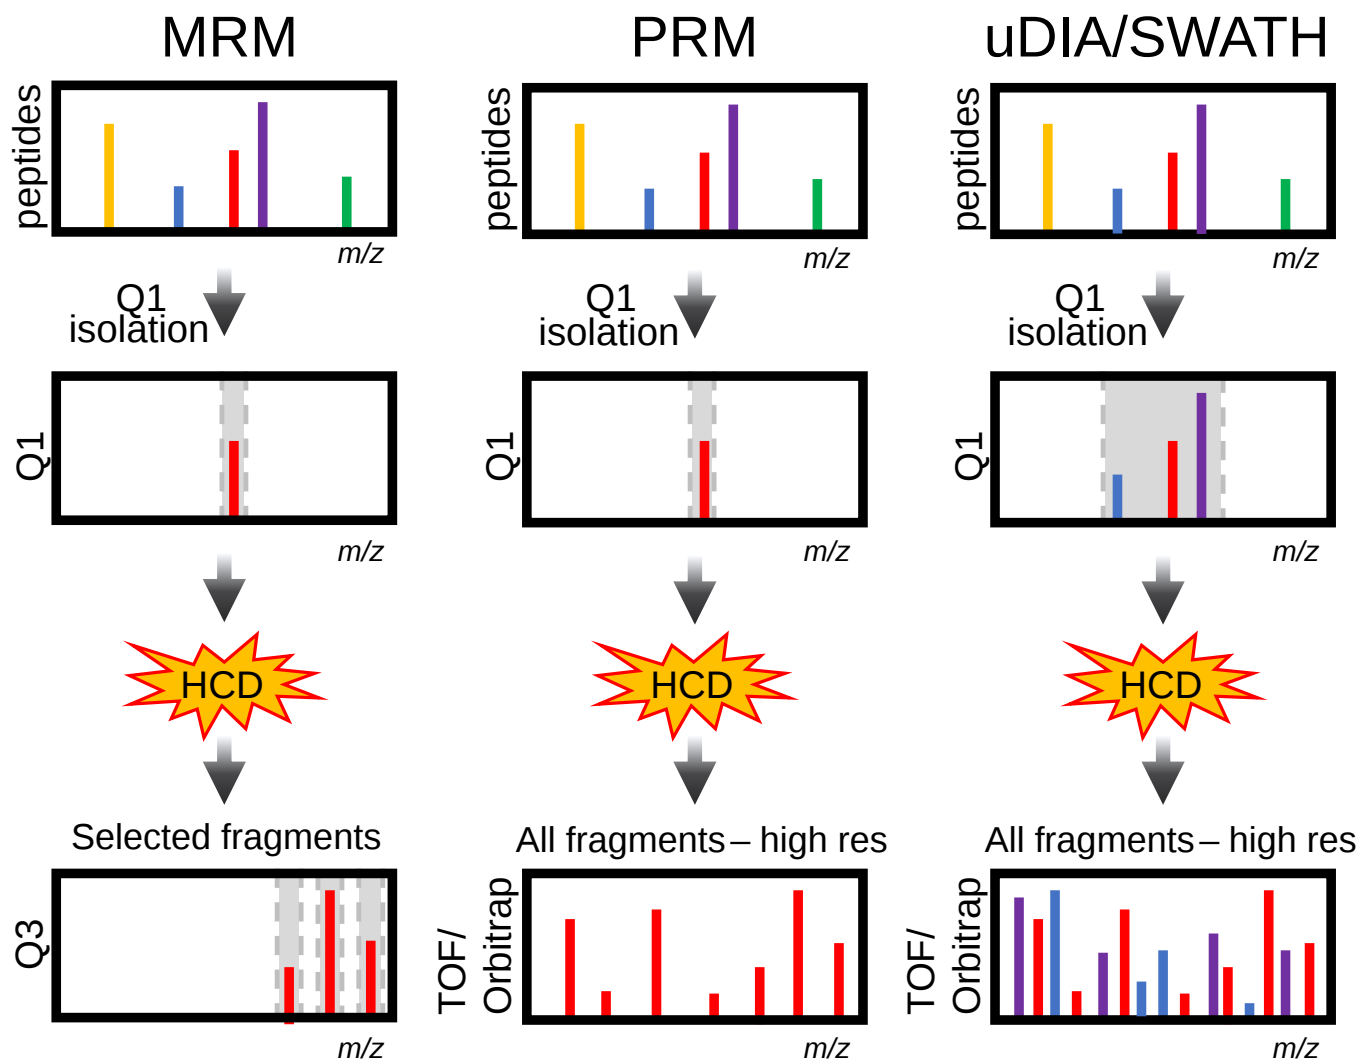 MRM
peptides
m/z
Q1
isolation
Q1
m/z
HCD
Selected fragments
Q3
m/z
PRM
peptides
m/z
Q1
isolation
Q1
m/z
HCD
All fragments – high res
TOF/
Orbitrap
m/z
uDIA/SWATH
peptides
m/z
Q1
isolation
Q1
m/z
HCD
All fragments – high res
TOF/
Orbitrap
m/z